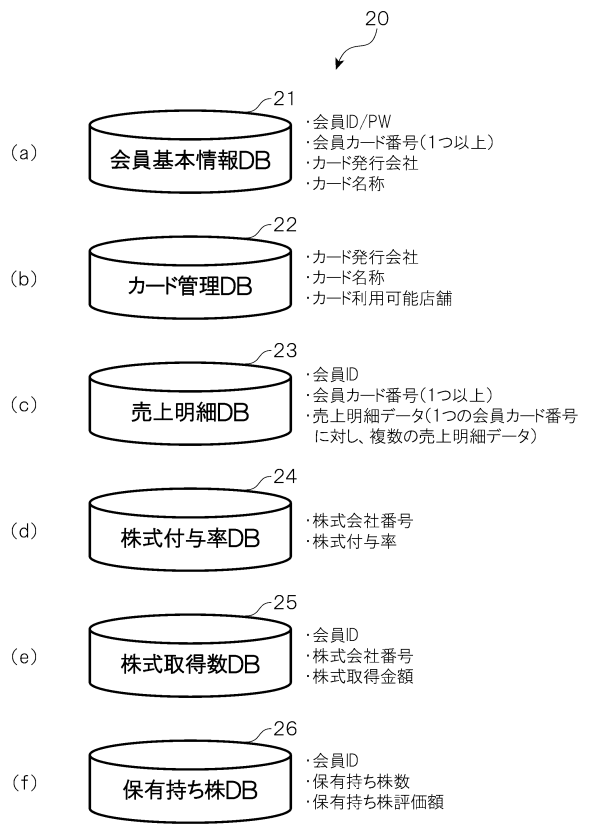 20
21
(a)
会員基本情報DB
・会員ID/PW
・会員カード番号(1つ以上)
・カード発行会社
・カード名称
22
(b)
カード管理DB
・カード発行会社
・カード名称
・カード利用可能店舗
23
(c)
売上明細DB
・会員ID
・会員カード番号(1つ以上)
・売上明細データ(1つの会員カード番号
に対し、複数の売上明細データ)
24
(d)
株式付与率DB
・株式会社番号
・株式付与率
25
(e)
株式取得数DB
・会員ID
・株式会社番号
・株式取得金額
26
(f)
保有持ち株DB
・会員ID
・保有持ち株数
・保有持ち株評価額